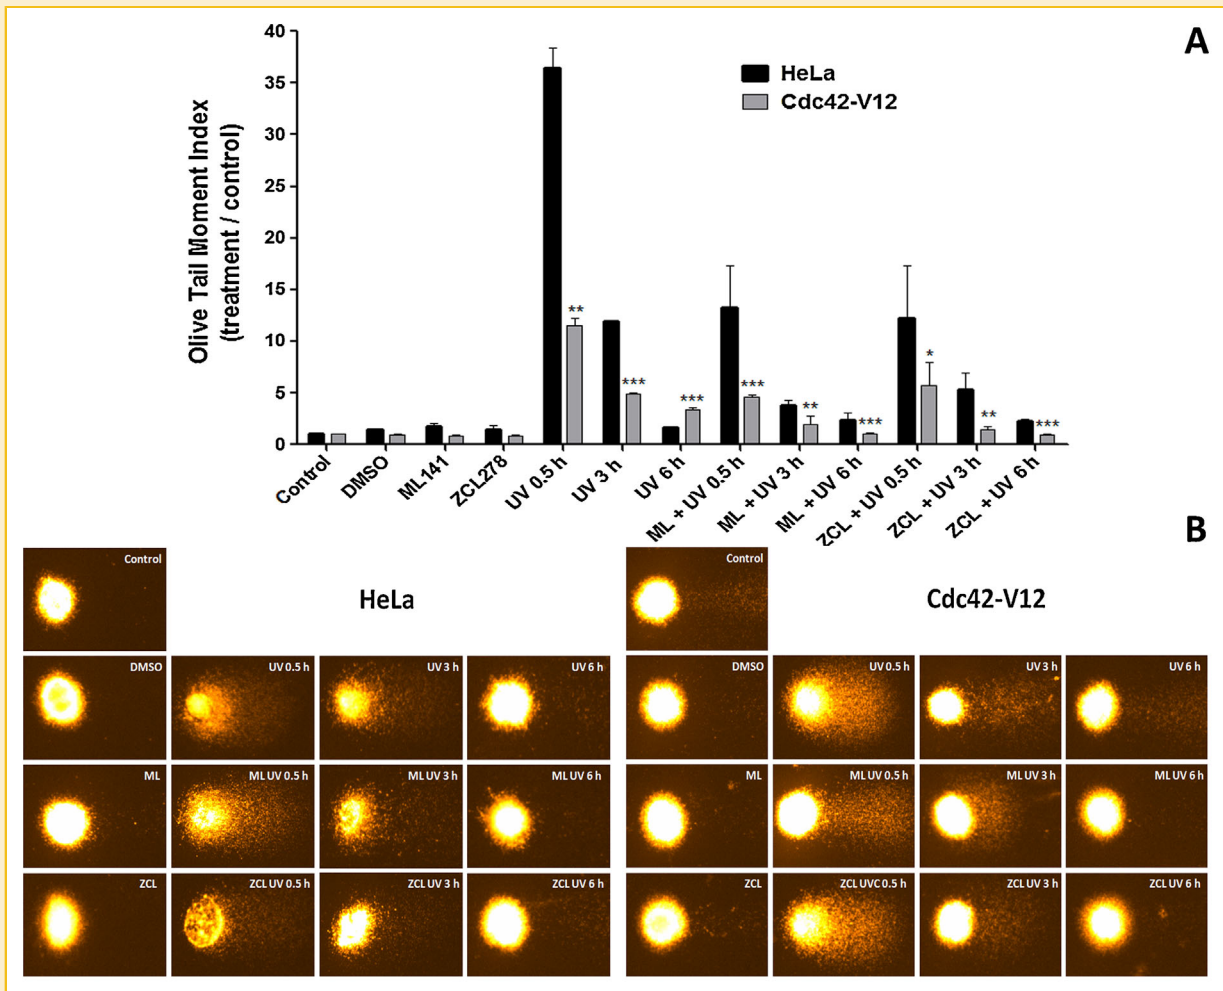 A
40
35
30
25
20
15
10
5
0
Olive Tail Moment Index
(treatment / control)
HeLa
Cdc42-V12
**
***
***
***
**
***
*
**
***
Control
DMSO
ML141
ZCL278
UV 0.5 h
UV 3 h
UV 6 h
ML + UV 0.5 h
ML + UV 3 h
ML + UV 6 h
ZCL + UV 0.5 h
ZCL + UV 3 h
ZCL + UV 6 h
B
HeLa
Control
DMSO
UV 0.5 h
UV 3 h
UV 6 h
ML
ML UV 0.5 h
ML UV 3 h
ML UV 6 h
ZCL
ZCL UV 0.5 h
ZCL UV 3 h
ZCL UV 6 h
Cdc42-V12
Control
DMSO
UV 0.5 h
UV 3 h
UV 6 h
ML
ML UV 0.5 h
ML UV 3 h
ML UV 6 h
ZCL
ZCL UVC 0.5 h
ZCL UV 3 h
ZCL UV 6 h